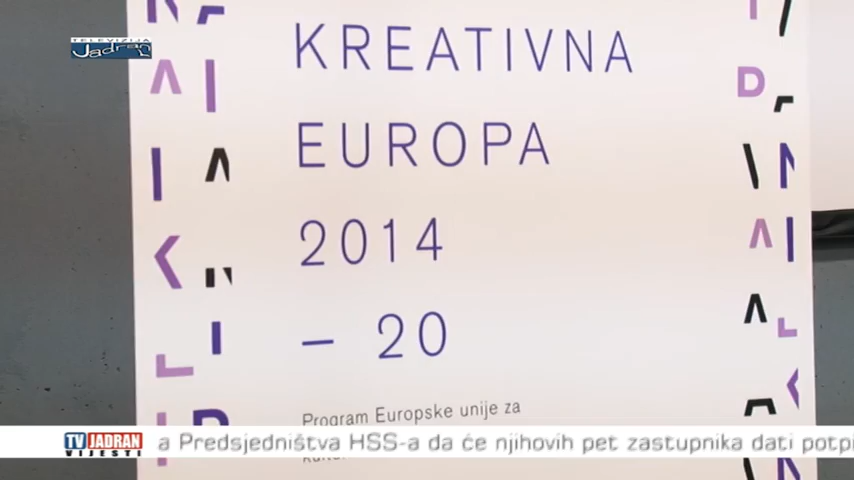 TELEVIZIJA
Jadran
KREATIVNA
EUROPA
2014
– 20
Program Europske unije za
TV JADRAN
VIJESTI
a Predsjedništva HSS-a da će njihovih pet zastupnika dati potpi